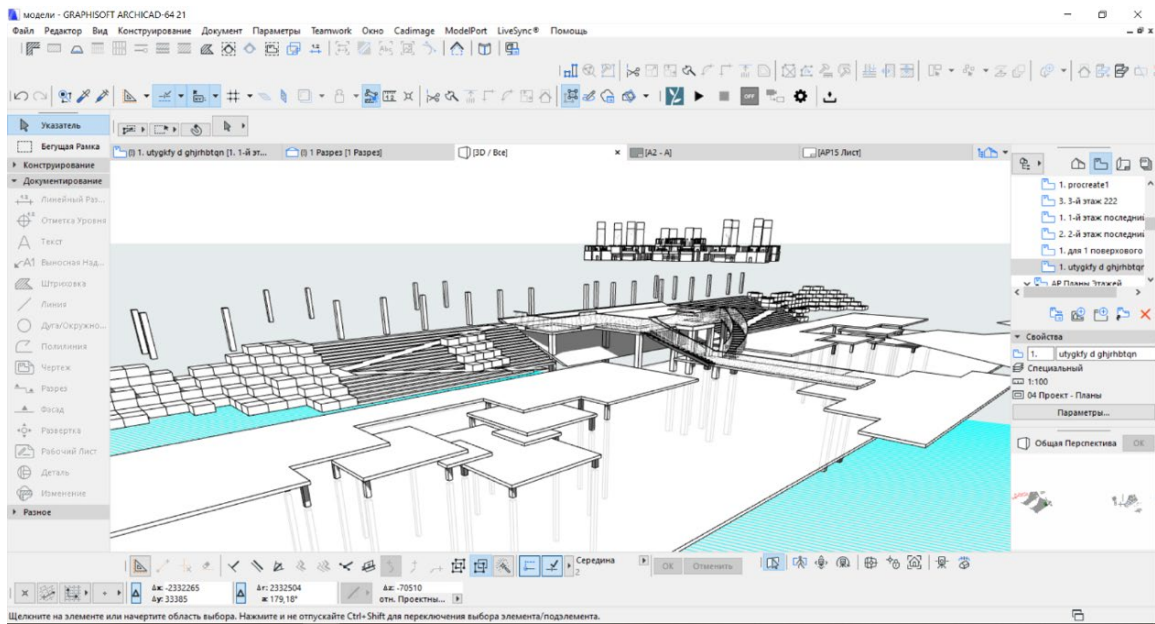 модели - GRAPHISOFT ARCHICAD-64 21
Файл Редактор Вид Конструирование Документ Параметры Teamwork Окно Cadimage ModelPort LiveSync® Помощь
OFF
Указатель
Бегущая Рамка
(!) 1. utygkfy d ghjrhbtqn [1. 1-й эт...
(!) 1 Разрез [1 Разрез]
[3D / Все]
[A2 - A]
[АР15 Лист]
Конструирование
Документирование
Линейный Раз...
Отметка Уровня
Текст
Выносная Над...
Штриховка
Линия
Дуга/Окружно...
Полилиния
Чертеж
Разрез
Фасад
Развертка
Рабочий Лист
Деталь
Изменение
Разное
1. procreate1
3. 3-й этаж 222
1. 1-й этаж последний
2. 2-й этаж последний
1. для 1 поверхового
1. utygkfy d ghjrhbtqn
АР Планы Этажей
Свойства
1. utygkfy d ghjrhbtqn
Специальный
1:100
04 Проект - Планы
Параметры...
Общая Перспектива OK
Середина
2
OK Отменить
Δx: -2332265
Δy: 33385
Δr: 2332504
α: 179,18°
Δz: -70510
отн. Проектны...
Щелкните на элементе или начертите область выбора. Нажмите и не отпускайте Ctrl+Shift для переключения выбора элемента/подэлемента.